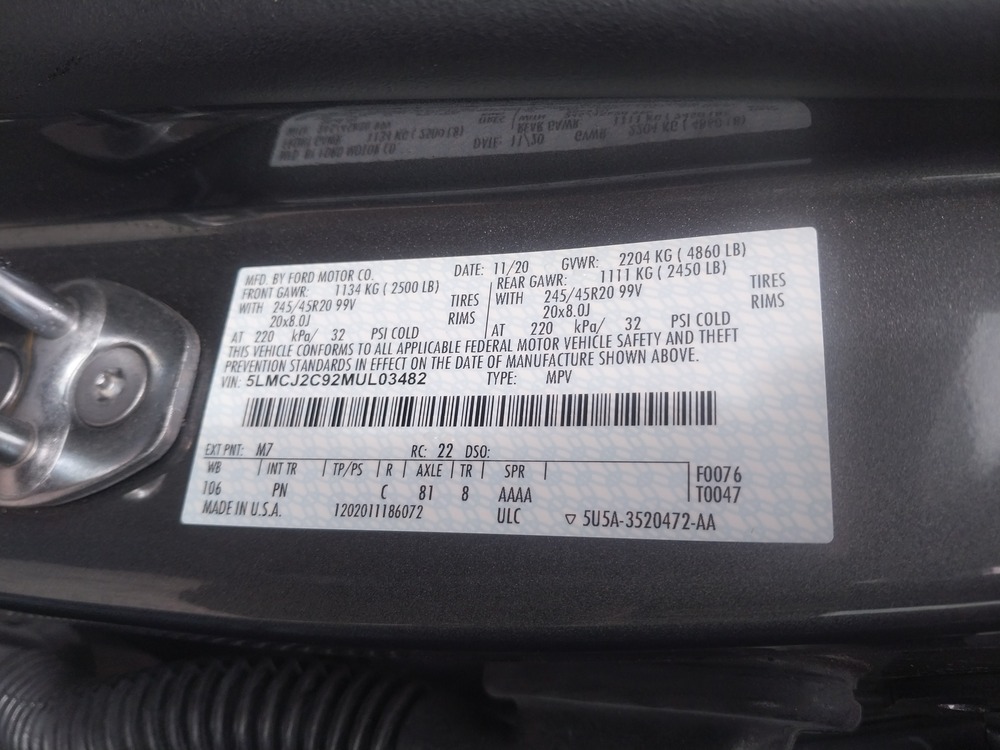 MFD. BY FORD MOTOR CO. DATE: 11/20 GVWR: 2204 KG ( 4860 LB)
FRONT GAWR: 1134 KG ( 2500 LB) REAR GAWR: 1111 KG ( 2450 LB)
WITH 245/45R20 99V TIRES WITH 245/45R20 99V TIRES
20x8.0J RIMS 20x8.0J RIMS
AT 220 kPa/ 32 PSI COLD AT 220 kPa/ 32 PSI COLD
THIS VEHICLE CONFORMS TO ALL APPLICABLE FEDERAL MOTOR VEHICLE SAFETY AND THEFT
PREVENTION STANDARDS IN EFFECT ON THE DATE OF MANUFACTURE SHOWN ABOVE.
VIN: 5LMCJ2C92MUL03482 TYPE: MPV
EXT PNT: M7 RC: 22 DSO:
WB INT TR TP/PS R AXLE TR SPR F0076
106 PN C 81 8 AAAA T0047
MADE IN U.S.A. 1202011186072 ULC ▽ 5U5A-3520472-AA